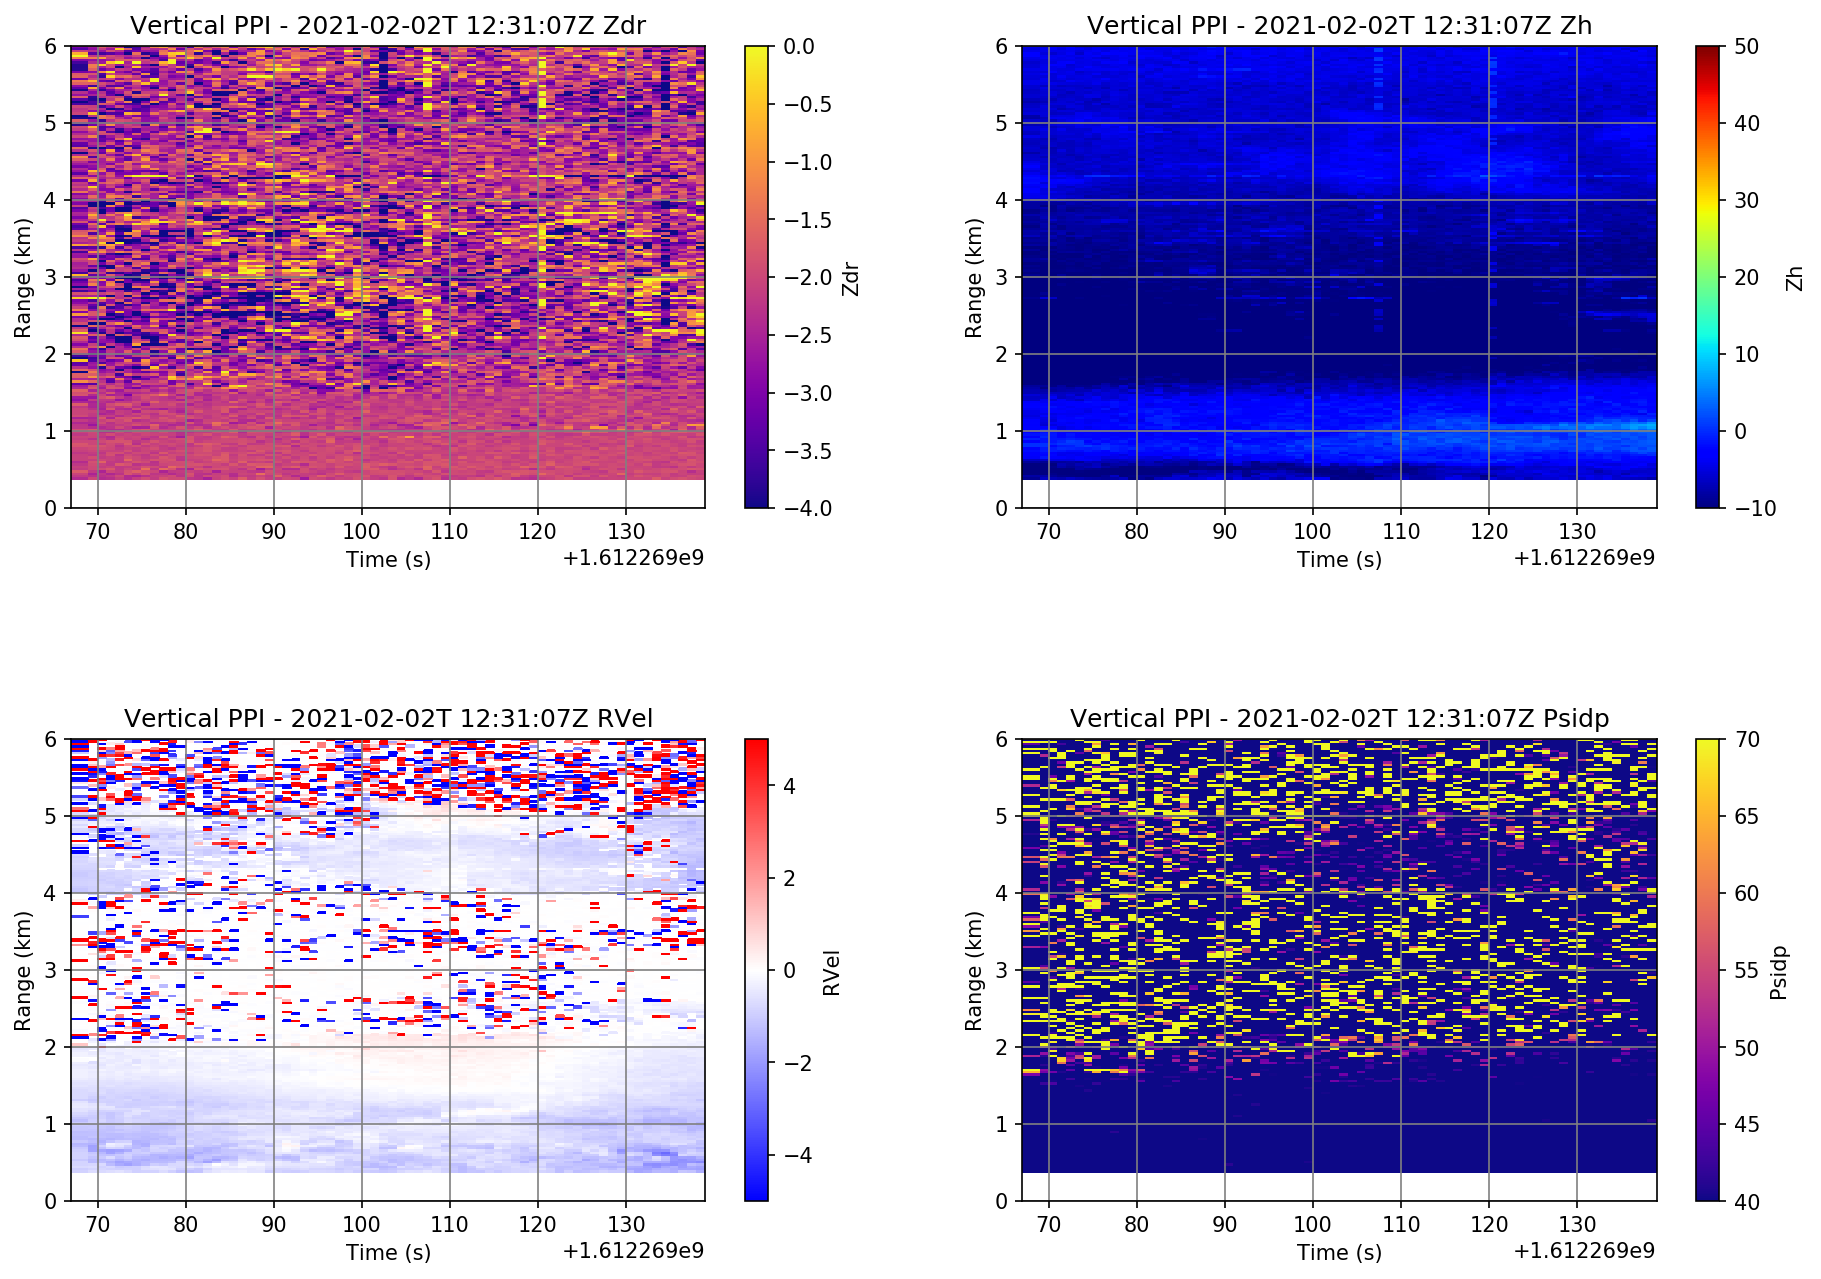 Vertical PPI - 2021-02-02T 12:31:07Z Zdr
6
5
4
3
2
1
0
Range (km)
70 80 90 100 110 120 130
Time (s)
+1.612269e9
0.0
−0.5
−1.0
−1.5
−2.0
−2.5
−3.0
−3.5
−4.0
Zdr
Vertical PPI - 2021-02-02T 12:31:07Z Zh
6
5
4
3
2
1
0
Range (km)
70 80 90 100 110 120 130
Time (s)
+1.612269e9
50
40
30
20
10
0
−10
Zh
Vertical PPI - 2021-02-02T 12:31:07Z RVel
6
5
4
3
2
1
0
Range (km)
70 80 90 100 110 120 130
Time (s)
+1.612269e9
4
2
0
−2
−4
RVel
Vertical PPI - 2021-02-02T 12:31:07Z Psidp
6
5
4
3
2
1
0
Range (km)
70 80 90 100 110 120 130
Time (s)
+1.612269e9
70
65
60
55
50
45
40
Psidp